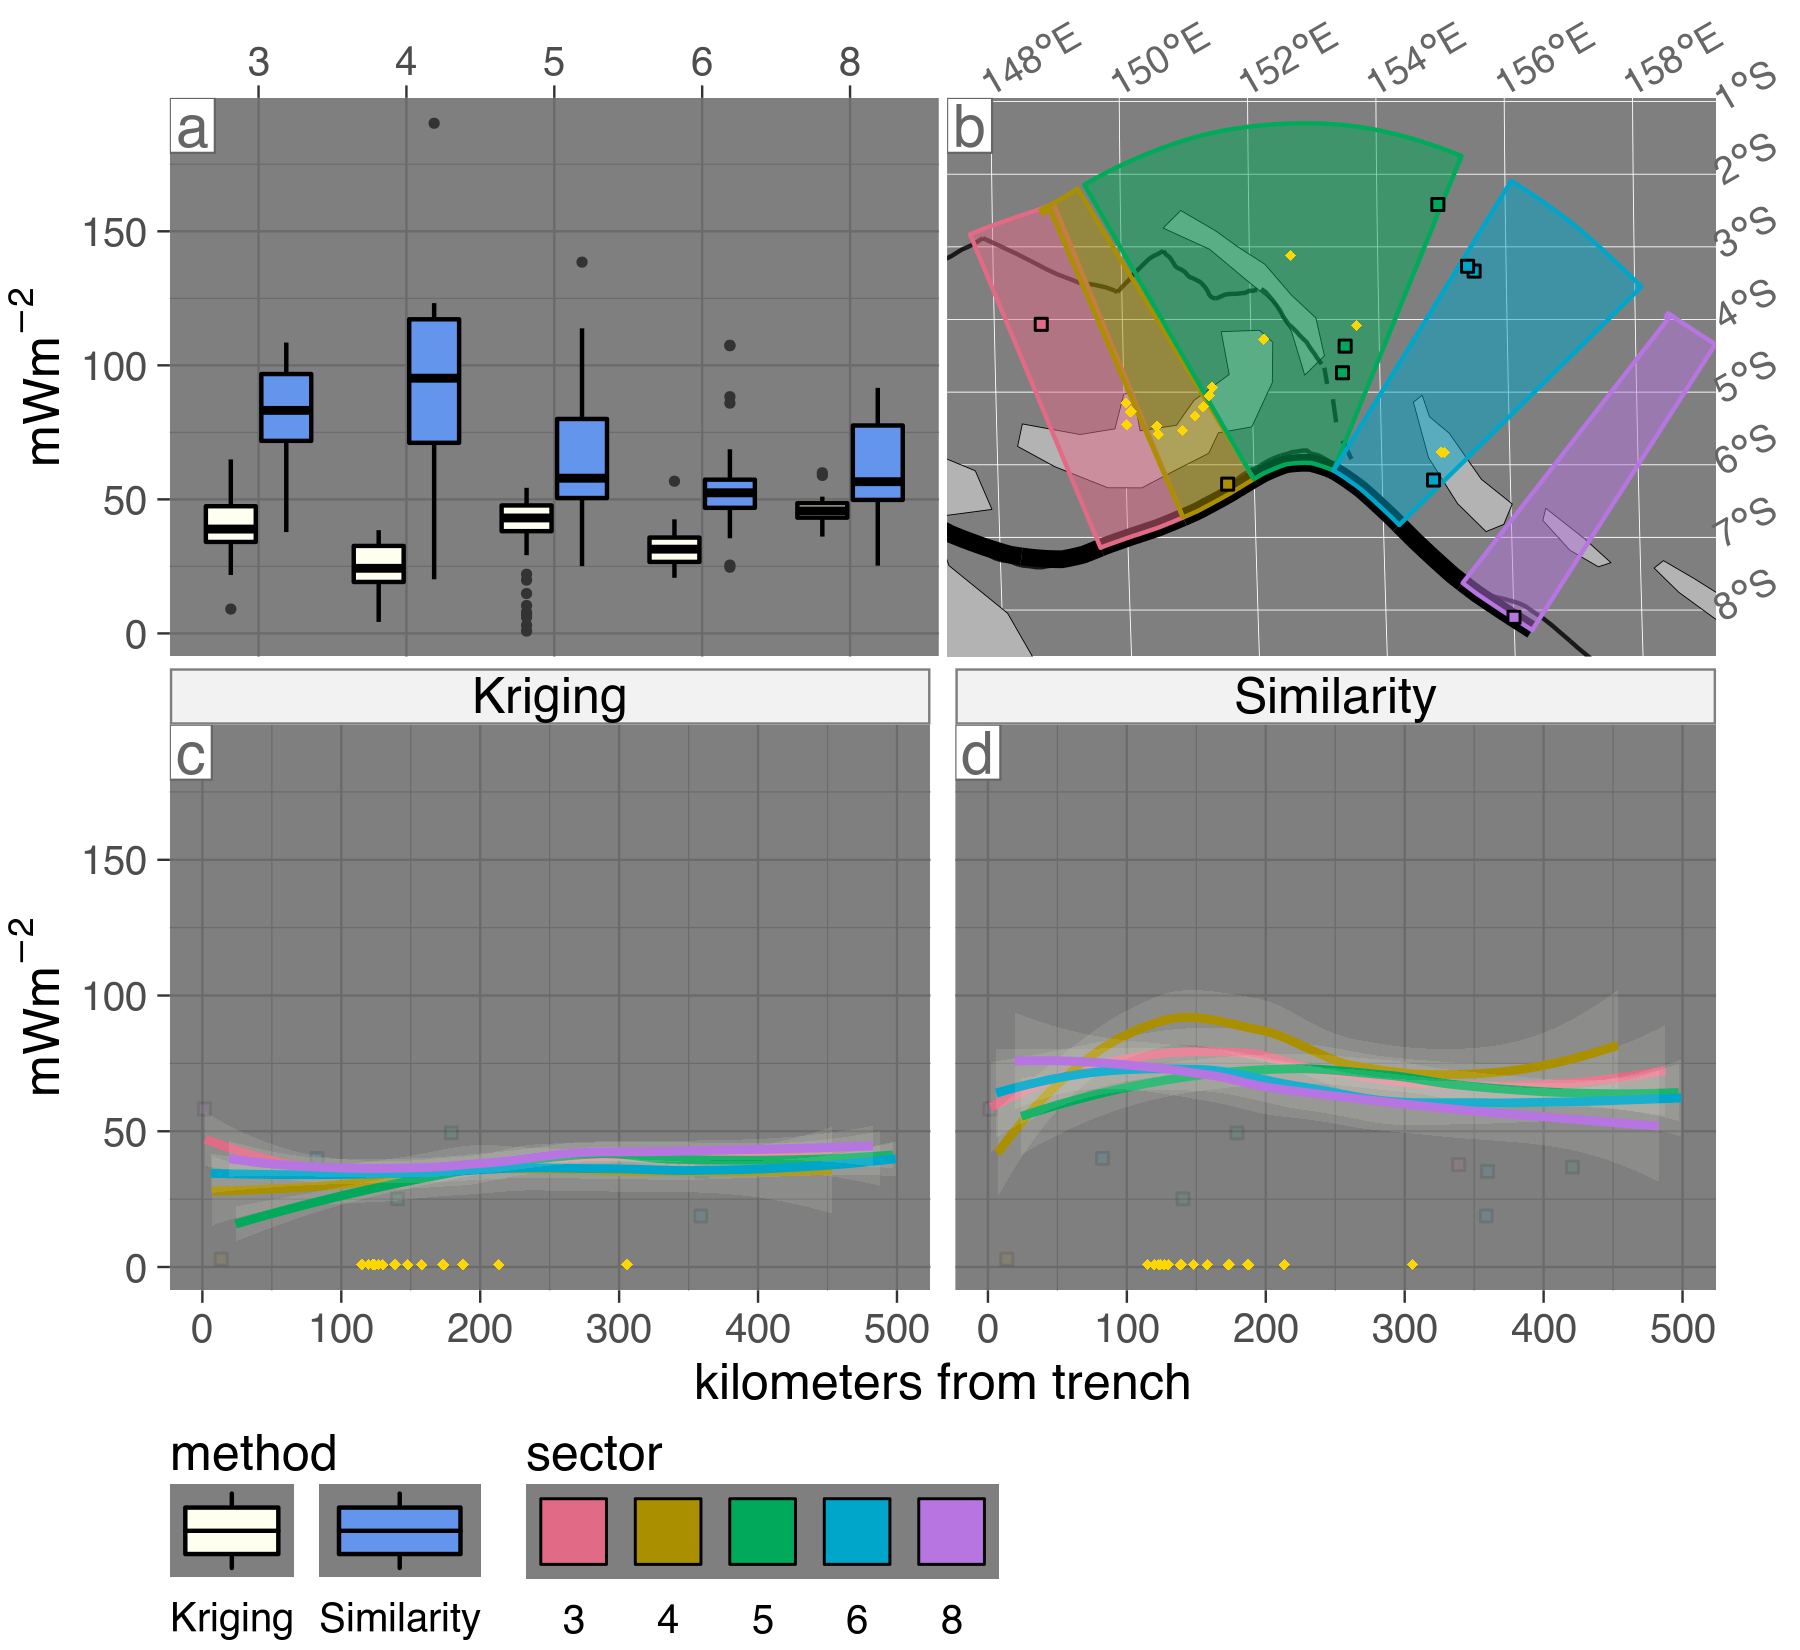 3 4 5 6 8
148°E 150°E 152°E 154°E 156°E 158°E
a
b
150
100
50
0
mWm−2
1°S
2°S
3°S
4°S
5°S
6°S
7°S
8°S
Kriging
Similarity
c
d
150
100
50
0
mWm−2
0 100 200 300 400 500
0 100 200 300 400 500
kilometers from trench
method
sector
Kriging Similarity
3 4 5 6 8